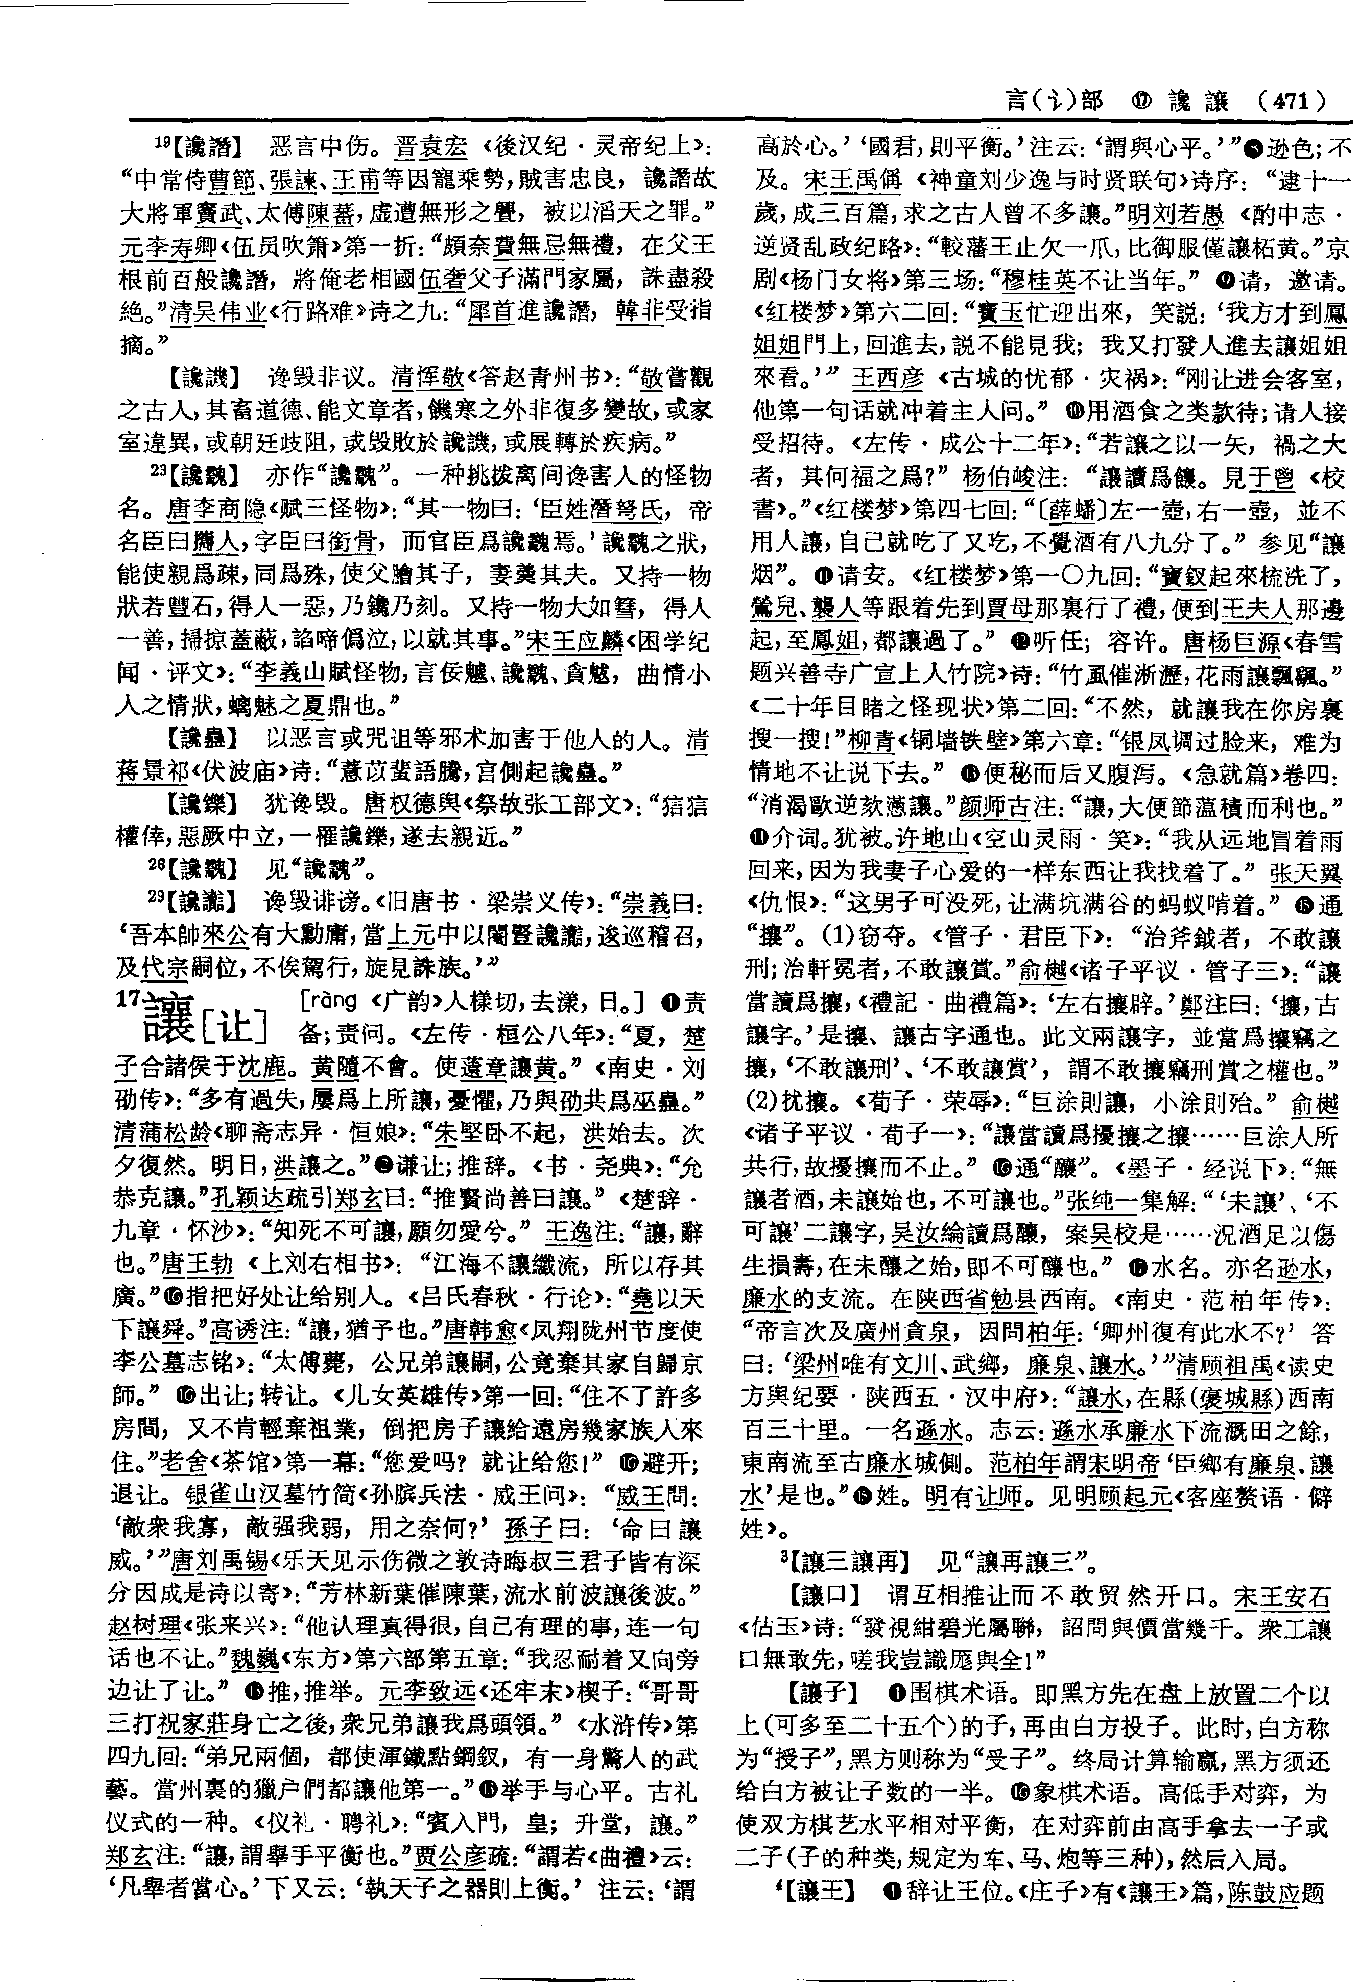 言(讠)部 ⑰ 讒 讓 (471)
19【讒譖】 恶言中伤。晋袁宏《後汉纪·灵帝纪上》：
“中常侍曹節、張讓、王甫等因寵乘勢，賊害忠良，讒譖故
大將軍竇武、太傅陳蕃，虚遭無形之釁，被以滔天之罪。”
元李寿卿《伍员吹箫》第一折：“頗奈費無忌無禮，在父王
根前百般讒譖，將俺老相國伍奢父子滿門家屬，誅盡殺
絶。”清吴伟业《行路难》诗之九：“犀首進讒譖，韓非受指
摘。”
【讒譏】 谗毁非议。清恽敬《答赵青州书》：“敬嘗觀
之古人，其畜道德、能文章者，饑寒之外非復多變故，或家
室違異，或朝廷歧阻，或毁敗於讒譏，或展轉於疾病。”
23【讒䰰】 亦作“讒魗”。一种挑拨离间谗害人的怪物
名。唐李商隐《赋三怪物》：“其一物曰：‘臣姓潛弩氏，帝
名臣曰攜人，字臣曰銜骨，而官臣爲讒䰰焉。’讒䰰之狀，
能使親爲疎，同爲殊，使父膾其子，妻羹其夫。又持一物
狀若豐石，得人一惡，乃鑱乃刻。又持一物大如篲，得人
一善，掃掠蓋蔽，諂啼僞泣，以就其事。”宋王应麟《困学纪
闻·评文》：“李義山賦怪物，言佞魖、讒䰰、貪魃，曲情小
人之情狀，螭魅之夏鼎也。”
【讒蠱】 以恶言或咒诅等邪术加害于他人的人。清
蒋景祁《伏波庙》诗：“薏苡蜚語騰，宫側起讒蠱。”
【讒鑠】 犹谗毁。唐权德舆《祭故张工部文》：“狺狺
權倖，惡厥中立，一罹讒鑠，遂去親近。”
见“讒䰰”。
29【讒讟】 谗毁诽谤。《旧唐书·梁崇义传》：“崇義曰：
‘吾本帥來公有大勳庸，當上元中以閹豎讒讟，逡巡稽召，
及代宗嗣位，不俟駕行，旋見誅族。’”
17讓[让] [ràng 《广韵》人樣切，去漾，日。] ❶责
备；责问。《左传·桓公八年》：“夏，楚
子合諸侯于沈鹿。黄隨不會。使薳章讓黄。”《南史·刘
劭传》：“多有過失，屢爲上所讓，憂懼，乃與劭共爲巫蠱。”
清蒲松龄《聊斋志异·恒娘》：“朱堅卧不起，洪始去。次
夕復然。明日，洪讓之。”❷谦让；推辞。《书·尧典》：“允
恭克讓。”孔颖达疏引郑玄曰：“推賢尚善曰讓。”《楚辞·
九章·怀沙》：“知死不可讓，願勿愛兮。”王逸注：“讓，辭
也。”唐王勃《上刘右相书》：“江海不讓纖流，所以存其
廣。”❸指把好处让给别人。《吕氏春秋·行论》：“堯以天
下讓舜。”高诱注：“讓，猶予也。”唐韩愈《凤翔陇州节度使
李公墓志铭》：“太傅薨，公兄弟讓嗣，公竟棄其家自歸京
師。” ❹出让；转让。《儿女英雄传》第一回：“住不了許多
房間，又不肯輕棄祖業，倒把房子讓給遠房幾家族人來
住。”老舍《茶馆》第一幕：“您爱吗？就让给您！” ❺避开；
退让。银雀山汉墓竹简《孙膑兵法·威王问》：“威王問：
‘敵衆我寡，敵强我弱，用之奈何？’孫子曰：‘命曰讓
威。’”唐刘禹锡《乐天见示伤微之敦诗晦叔三君子皆有深
分因成是诗以寄》：“芳林新葉催陳葉，流水前波讓後波。”
赵树理《张来兴》：“他认理真得很，自己有理的事，连一句
话也不让。”魏巍《东方》第六部第五章：“我忍耐着又向旁
边让了让。” ❻推，推举。元李致远《还牢末》楔子：“哥哥
三打祝家莊身亡之後，衆兄弟讓我爲頭領。”《水浒传》第
四九回：“弟兄兩個，都使渾鐵點鋼釵，有一身驚人的武
藝。當州裏的獵户們都讓他第一。”❼举手与心平。古礼
仪式的一种。《仪礼·聘礼》：“賓入門，皇；升堂，讓。”
郑玄注：“讓，謂舉手平衡也。”贾公彦疏：“謂若《曲禮》云：
‘凡舉者當心。’下又云：‘執天子之器則上衡。’注云：‘謂
高於心。’‘國君，則平衡。’注云：‘謂與心平。’”❽逊色；不
及。宋王禹偁《神童刘少逸与时贤联句》诗序：“逮十一
歲，成三百篇，求之古人曾不多讓。”明刘若愚《酌中志·
逆贤乱政纪略》：“較藩王止欠一爪，比御服僅讓柘黄。”京
剧《杨门女将》第三场：“穆桂英不让当年。” ❾请，邀请。
《红楼梦》第六二回：“寶玉忙迎出來，笑説：‘我方才到鳳
姐姐門上，回進去，説不能見我；我又打發人進去讓姐姐
來看。’” 王西彦《古城的忧郁·灾祸》：“刚让进会客室，
他第一句话就冲着主人问。” ❿用酒食之类款待；请人接
受招待。《左传·成公十二年》：“若讓之以一矢，禍之大
者，其何福之爲？”杨伯峻注：“讓讀爲饟。見于鬯《校
書》。”《红楼梦》第四七回：“〔薛蟠〕左一壺，右一壺，並不
用人讓，自己就吃了又吃，不覺酒有八九分了。”参见“讓
烟”。⓫请安。《红楼梦》第一〇九回：“寶釵起來梳洗了，
鶯兒、襲人等跟着先到賈母那裏行了禮，便到王夫人那邊
起，至鳳姐，都讓過了。” ⓬听任；容许。唐杨巨源《春雪
题兴善寺广宣上人竹院》诗：“竹風催淅瀝，花雨讓飄飖。”
《二十年目睹之怪现状》第二回：“不然，就讓我在你房裏
搜一搜！”柳青《铜墙铁壁》第六章：“银凤调过脸来，难为
情地不让说下去。” ⓭便秘而后又腹泻。《急就篇》卷四：
“消渴歐逆欬懣讓。”颜师古注：“讓，大便節藴積而利也。”
⓮介词。犹被。许地山《空山灵雨·笑》：“我从远地冒着雨
回来，因为我妻子心爱的一样东西让我找着了。”张天翼
《仇恨》：“这男子可没死，让满坑满谷的蚂蚁啃着。” ⓯通
“攘”。(1)窃夺。《管子·君臣下》：“治斧鉞者，不敢讓
刑；治軒冕者，不敢讓賞。”俞樾《诸子平议·管子三》：“讓
當讀爲攘，《禮記·曲禮篇》：‘左右攘辟。’鄭注曰：‘攘，古
讓字。’是攘、讓古字通也。此文兩讓字，並當爲攘竊之
攘，‘不敢讓刑’、‘不敢讓賞’，謂不敢攘竊刑賞之權也。”
(2)扰攘。《荀子·荣辱》：“巨涂則讓，小涂則殆。”俞樾
《诸子平议·荀子一》：“讓當讀爲擾攘之攘……巨涂人所
共行，故擾攘而不止。” ⓰通“釀”。《墨子·经说下》：“無
讓者酒，未讓始也，不可讓也。”张纯一集解：“‘未讓’、‘不
可讓’二讓字，吴汝綸讀爲釀，案吴校是……況酒足以傷
生損壽，在未釀之始，即不可釀也。” ⓱水名。亦名逊水，
廉水的支流。在陕西省勉县西南。《南史·范柏年传》：
“帝言次及廣州貪泉，因問柏年：‘卿州復有此水不？’答
曰：‘梁州唯有文川、武鄉，廉泉、讓水。’”清顾祖禹《读史
方舆纪要·陕西五·汉中府》：“讓水，在縣(褒城縣)西南
百三十里。一名遜水。志云：遜水承廉水下流溉田之餘，
東南流至古廉水城側。范柏年謂宋明帝‘臣鄉有廉泉、讓
水’是也。”⓲姓。明有让师。见明顾起元《客座赘语·僻
姓》。
3【讓三讓再】 见“讓再讓三”。
【讓口】 谓互相推让而不敢贸然开口。宋王安石
《估玉》诗：“發視紺碧光屬聯，詔問與價當幾千。衆工讓
口無敢先，嗟我豈識厖與全！”
【讓子】 ❶围棋术语。即黑方先在盘上放置二个以
上(可多至二十五个)的子，再由白方投子。此时，白方称
为“授子”，黑方则称为“受子”。终局计算输赢，黑方须还
给白方被让子数的一半。❷象棋术语。高低手对弈，为
使双方棋艺水平相对平衡，在对弈前由高手拿去一子或
二子(子的种类，规定为车、马、炮等三种)，然后入局。
4【讓王】 ❶辞让王位。《庄子》有《讓王》篇，陈鼓应题